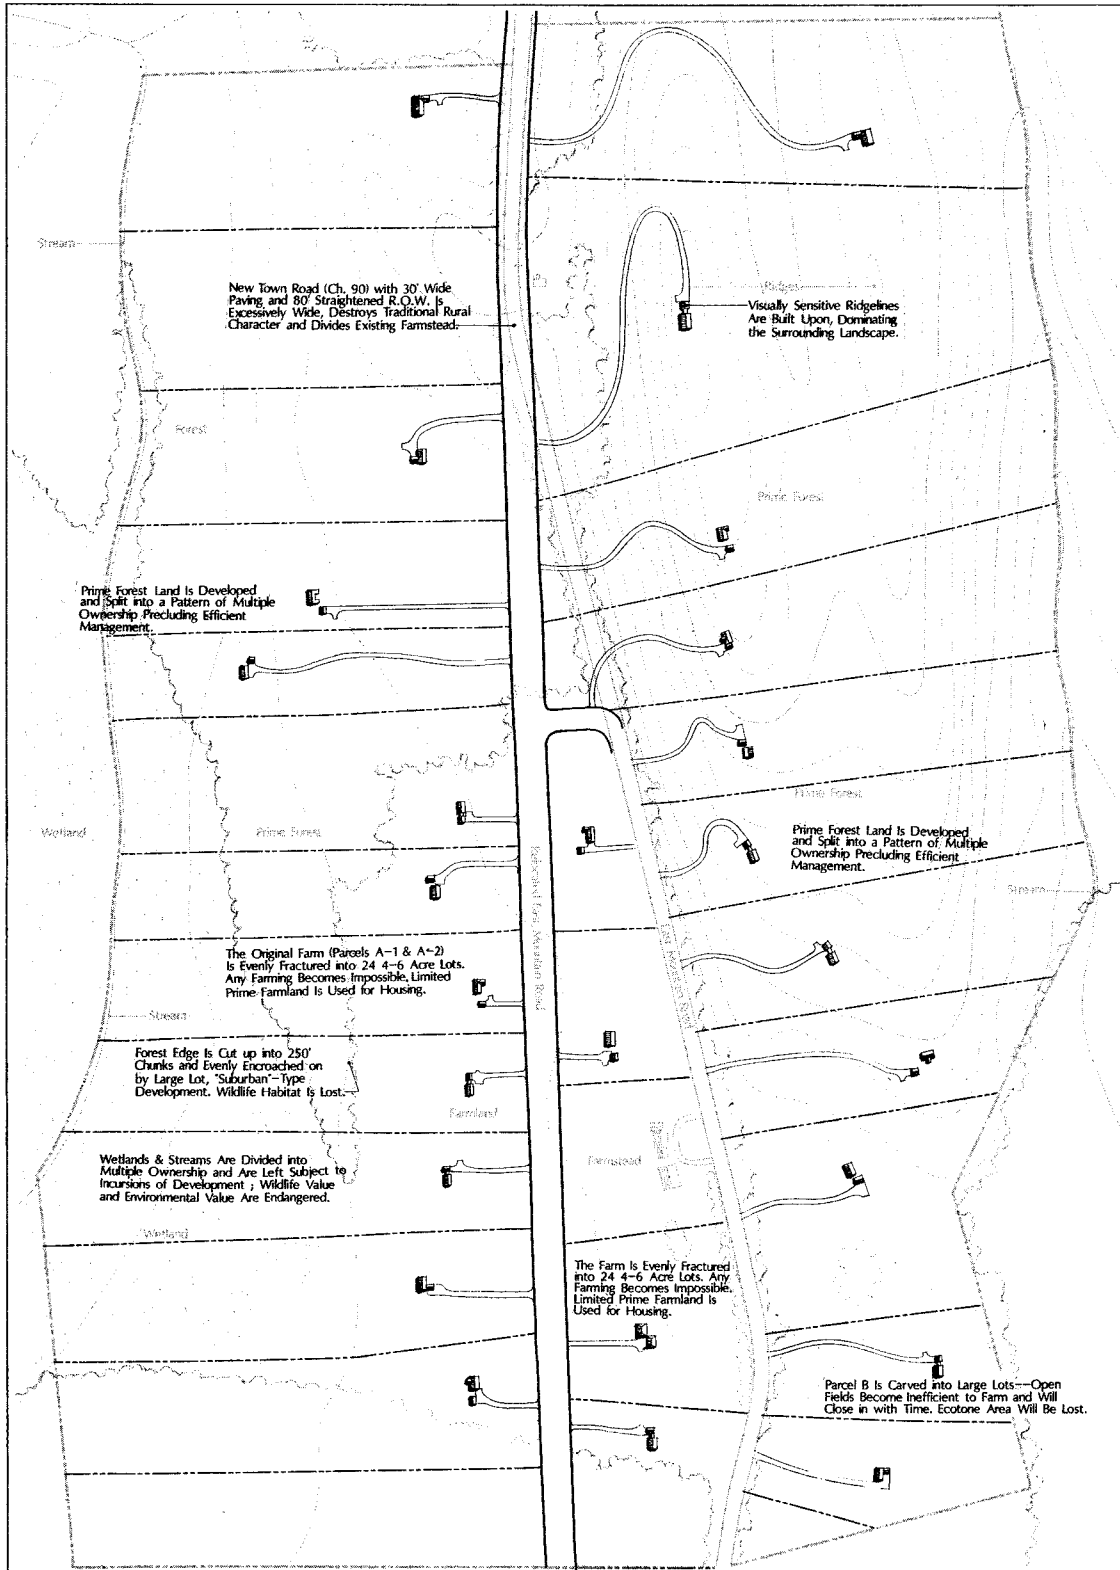 Stream
New Town Road (Ch. 90) with 30' Wide
Paving and 80' Straightened R.O.W. Is
Excessively Wide, Destroys Traditional Rural
Character and Divides Existing Farmstead.
Ridge
Visually Sensitive Ridgelines
Are Built Upon, Dominating
the Surrounding Landscape.
Forest
Prime Forest
Prime Forest Land Is Developed
and Split into a Pattern of Multiple
Ownership Precluding Efficient
Management.
Prime Forest
Wetland
Prime Forest
Prime Forest Land Is Developed
and Split into a Pattern of Multiple
Ownership Precluding Efficient
Management.
Stream
The Original Farm (Parcels A-1 & A-2)
Is Evenly Fractured into 24 4-6 Acre Lots.
Any Farming Becomes Impossible, Limited
Prime Farmland Is Used for Housing.
Mountain Road
Stream
Forest Edge Is Cut up into 250'
Chunks and Evenly Encroached on
by Large Lot, "Suburban"-Type
Development. Wildlife Habitat Is Lost.
Farmland
Farmstead
Wetlands & Streams Are Divided into
Multiple Ownership and Are Left Subject to
Incursions of Development ; Wildlife Value
and Environmental Value Are Endangered.
Wetland
The Farm Is Evenly Fractured
into 24 4-6 Acre Lots. Any
Farming Becomes Impossible.
Limited Prime Farmland Is
Used for Housing.
Parcel B Is Carved into Large Lots--Open
Fields Become Inefficient to Farm and Will
Close in with Time. Ecotone Area Will Be Lost.